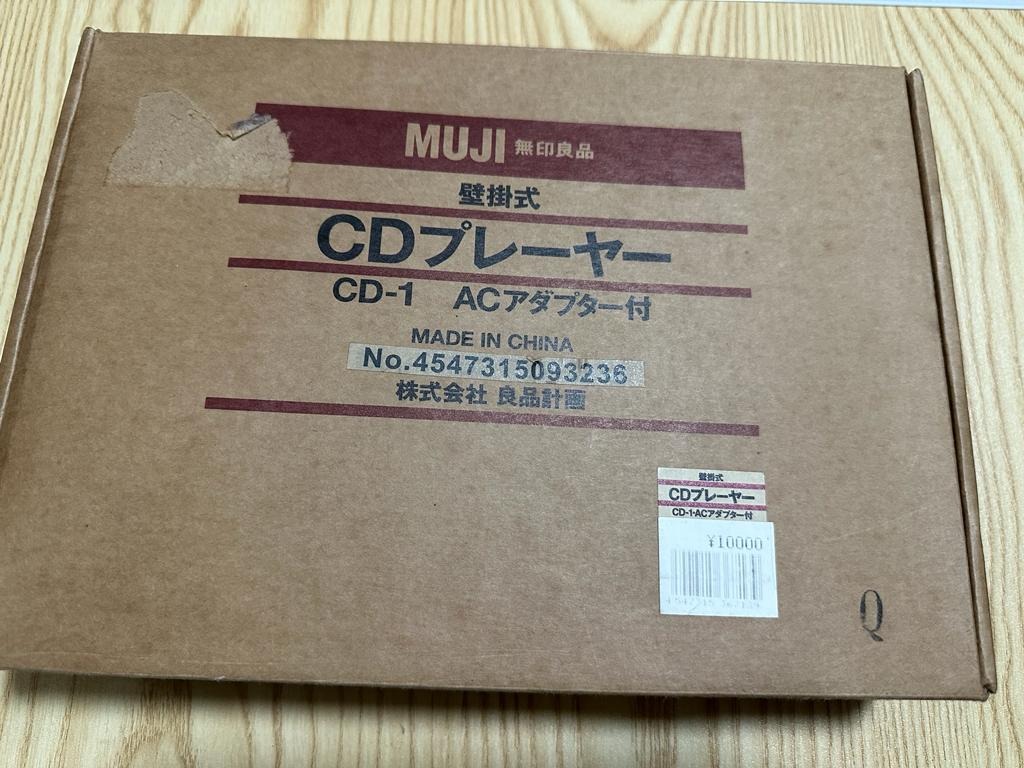 MUJI 無印良品
壁掛式
CDプレーヤー
CD-1 ACアダプター付
MADE IN CHINA
No.4547315093236
株式会社 良品計画
壁掛式
CDプレーヤー
CD-1・ACアダプター付
¥10000
Q